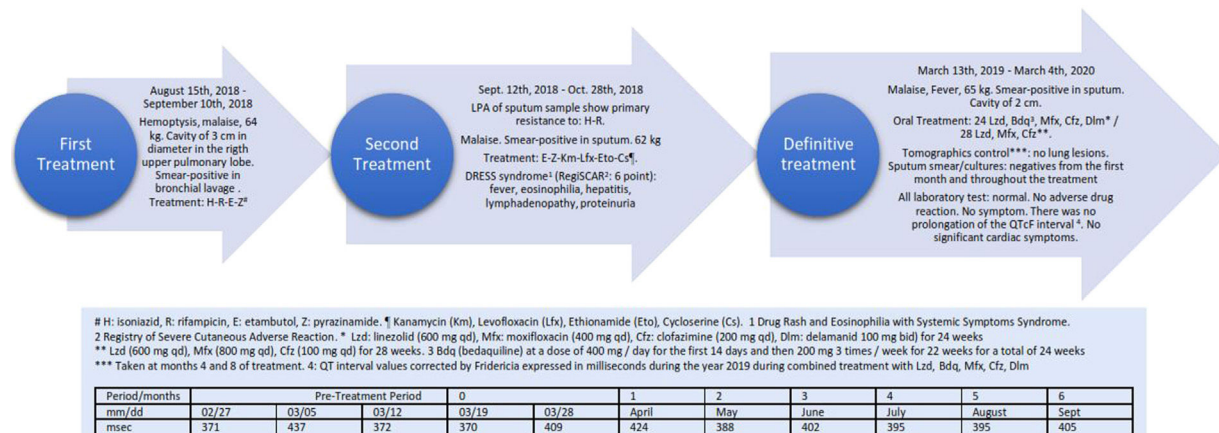 First
Treatment
August 15th, 2018 -
September 10th, 2018
Hemoptysis, malaise, 64
kg. Cavity of 3 cm in
diameter in the rigth
upper pulmonary lobe.
Smear-positive in
bronchial lavage .
Treatment: H-R-E-Z#
Second
Treatment
Sept. 12th, 2018 - Oct. 28th, 2018
LPA of sputum sample show primary
resistance to: H-R.
Malaise. Smear-positive in sputum. 62 kg
Treatment: E-Z-Km-Lfx-Eto-Cs¶.
DRESS syndrome¹ (RegiSCAR²: 6 point):
fever, eosinophilia, hepatitis,
lymphadenopathy, proteinuria
Definitive
treatment
March 13th, 2019 - March 4th, 2020
Malaise, Fever, 65 kg. Smear-positive in sputum.
Cavity of 2 cm.
Oral Treatment: 24 Lzd, Bdq³, Mfx, Cfz, Dlm* /
28 Lzd, Mfx, Cfz**.
Tomographics control***: no lung lesions.
Sputum smear/cultures: negatives from the first
month and throughout the treatment
All laboratory test: normal. No adverse drug
reaction. No symptom. There was no
prolongation of the QTcF interval ⁴. No
significant cardiac symptoms.
# H: isoniazid, R: rifampicin, E: etambutol, Z: pyrazinamide. ¶ Kanamycin (Km), Levofloxacin (Lfx), Ethionamide (Eto), Cycloserine (Cs). 1 Drug Rash and Eosinophilia with Systemic Symptoms Syndrome.
2 Registry of Severe Cutaneous Adverse Reaction. * Lzd: linezolid (600 mg qd), Mfx: moxifloxacin (400 mg qd), Cfz: clofazimine (200 mg qd), Dlm: delamanid 100 mg bid) for 24 weeks
** Lzd (600 mg qd), Mfx (800 mg qd), Cfz (100 mg qd) for 28 weeks. 3 Bdq (bedaquiline) at a dose of 400 mg / day for the first 14 days and then 200 mg 3 times / week for 22 weeks for a total of 24 weeks
*** Taken at months 4 and 8 of treatment. 4: QT interval values corrected by Fridericia expressed in milliseconds during the year 2019 during combined treatment with Lzd, Bdq, Mfx, Cfz, Dlm
Period/months Pre-Treatment Period 0 1 2 3 4 5 6
mm/dd 02/27 03/05 03/12 03/19 03/28 April May June July August Sept
msec 371 437 372 370 409 424 388 402 395 395 405